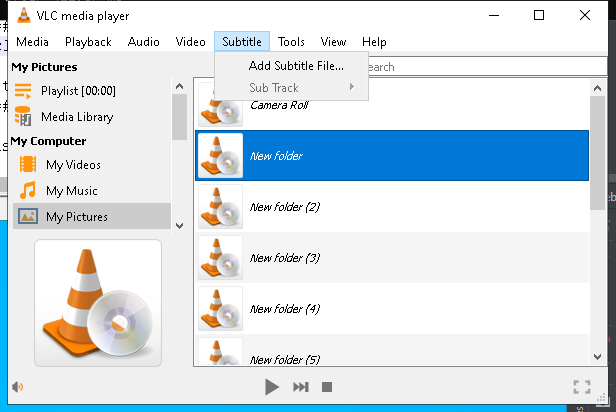 VLC media player
Media Playback Audio Video Subtitle Tools View Help
My Pictures
Playlist [00:00]
Media Library
My Computer
My Videos
My Music
My Pictures
Add Subtitle File...
Sub Track
earch
Camera Roll
New folder
New folder (2)
New folder (3)
New folder (4)
New folder (5)